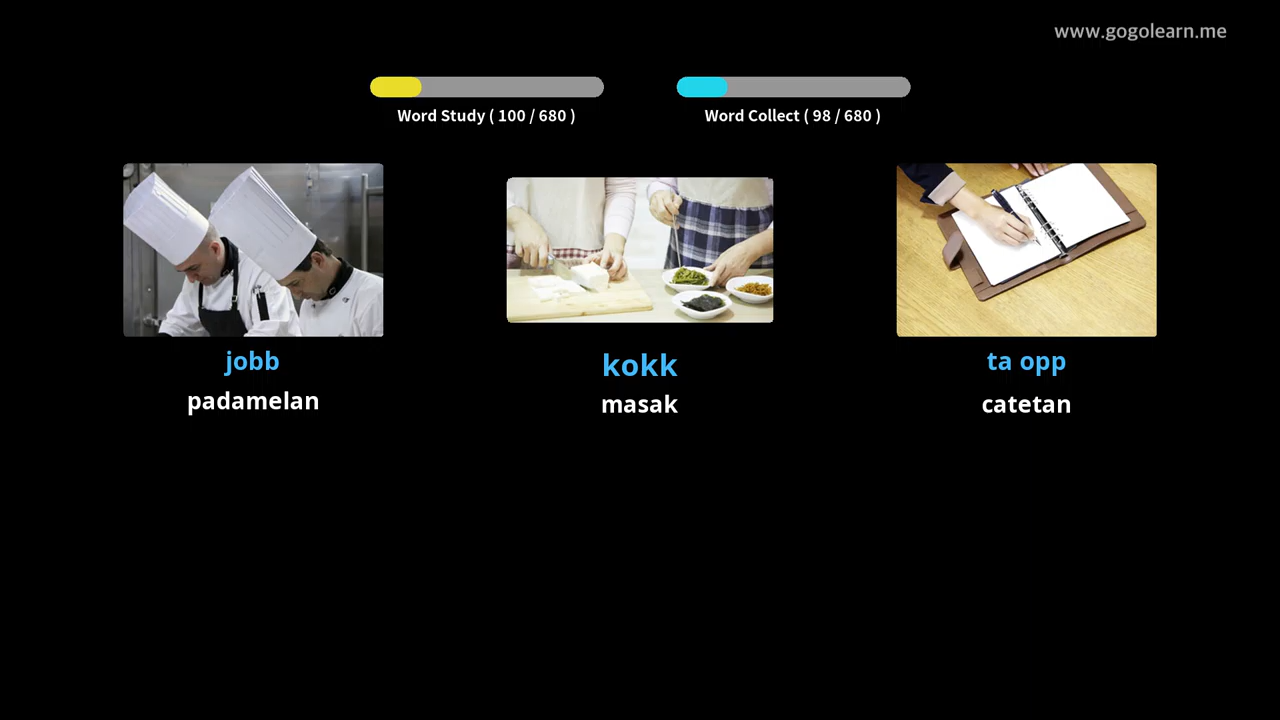 www.gogolearn.me
Word Study ( 100 / 680 )
Word Collect ( 98 / 680 )
jobb
padamelan
kokk
masak
ta opp
catetan